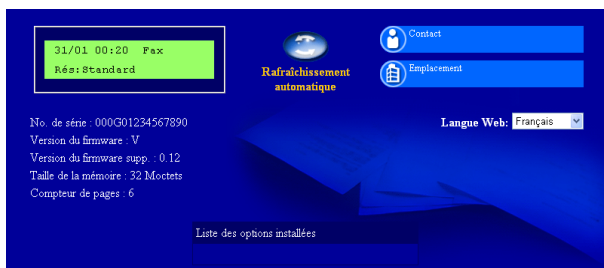 31/01 00:20 Fax
Rés:Standard
Rafraîchissement
automatique
Contact
Emplacement
No. de série : 000G01234567890
Version du firmware : V
Version du firmware supp. : 0.12
Taille de la mémoire : 32 Moctets
Compteur de pages : 6
Langue Web: Français
Liste des options installées